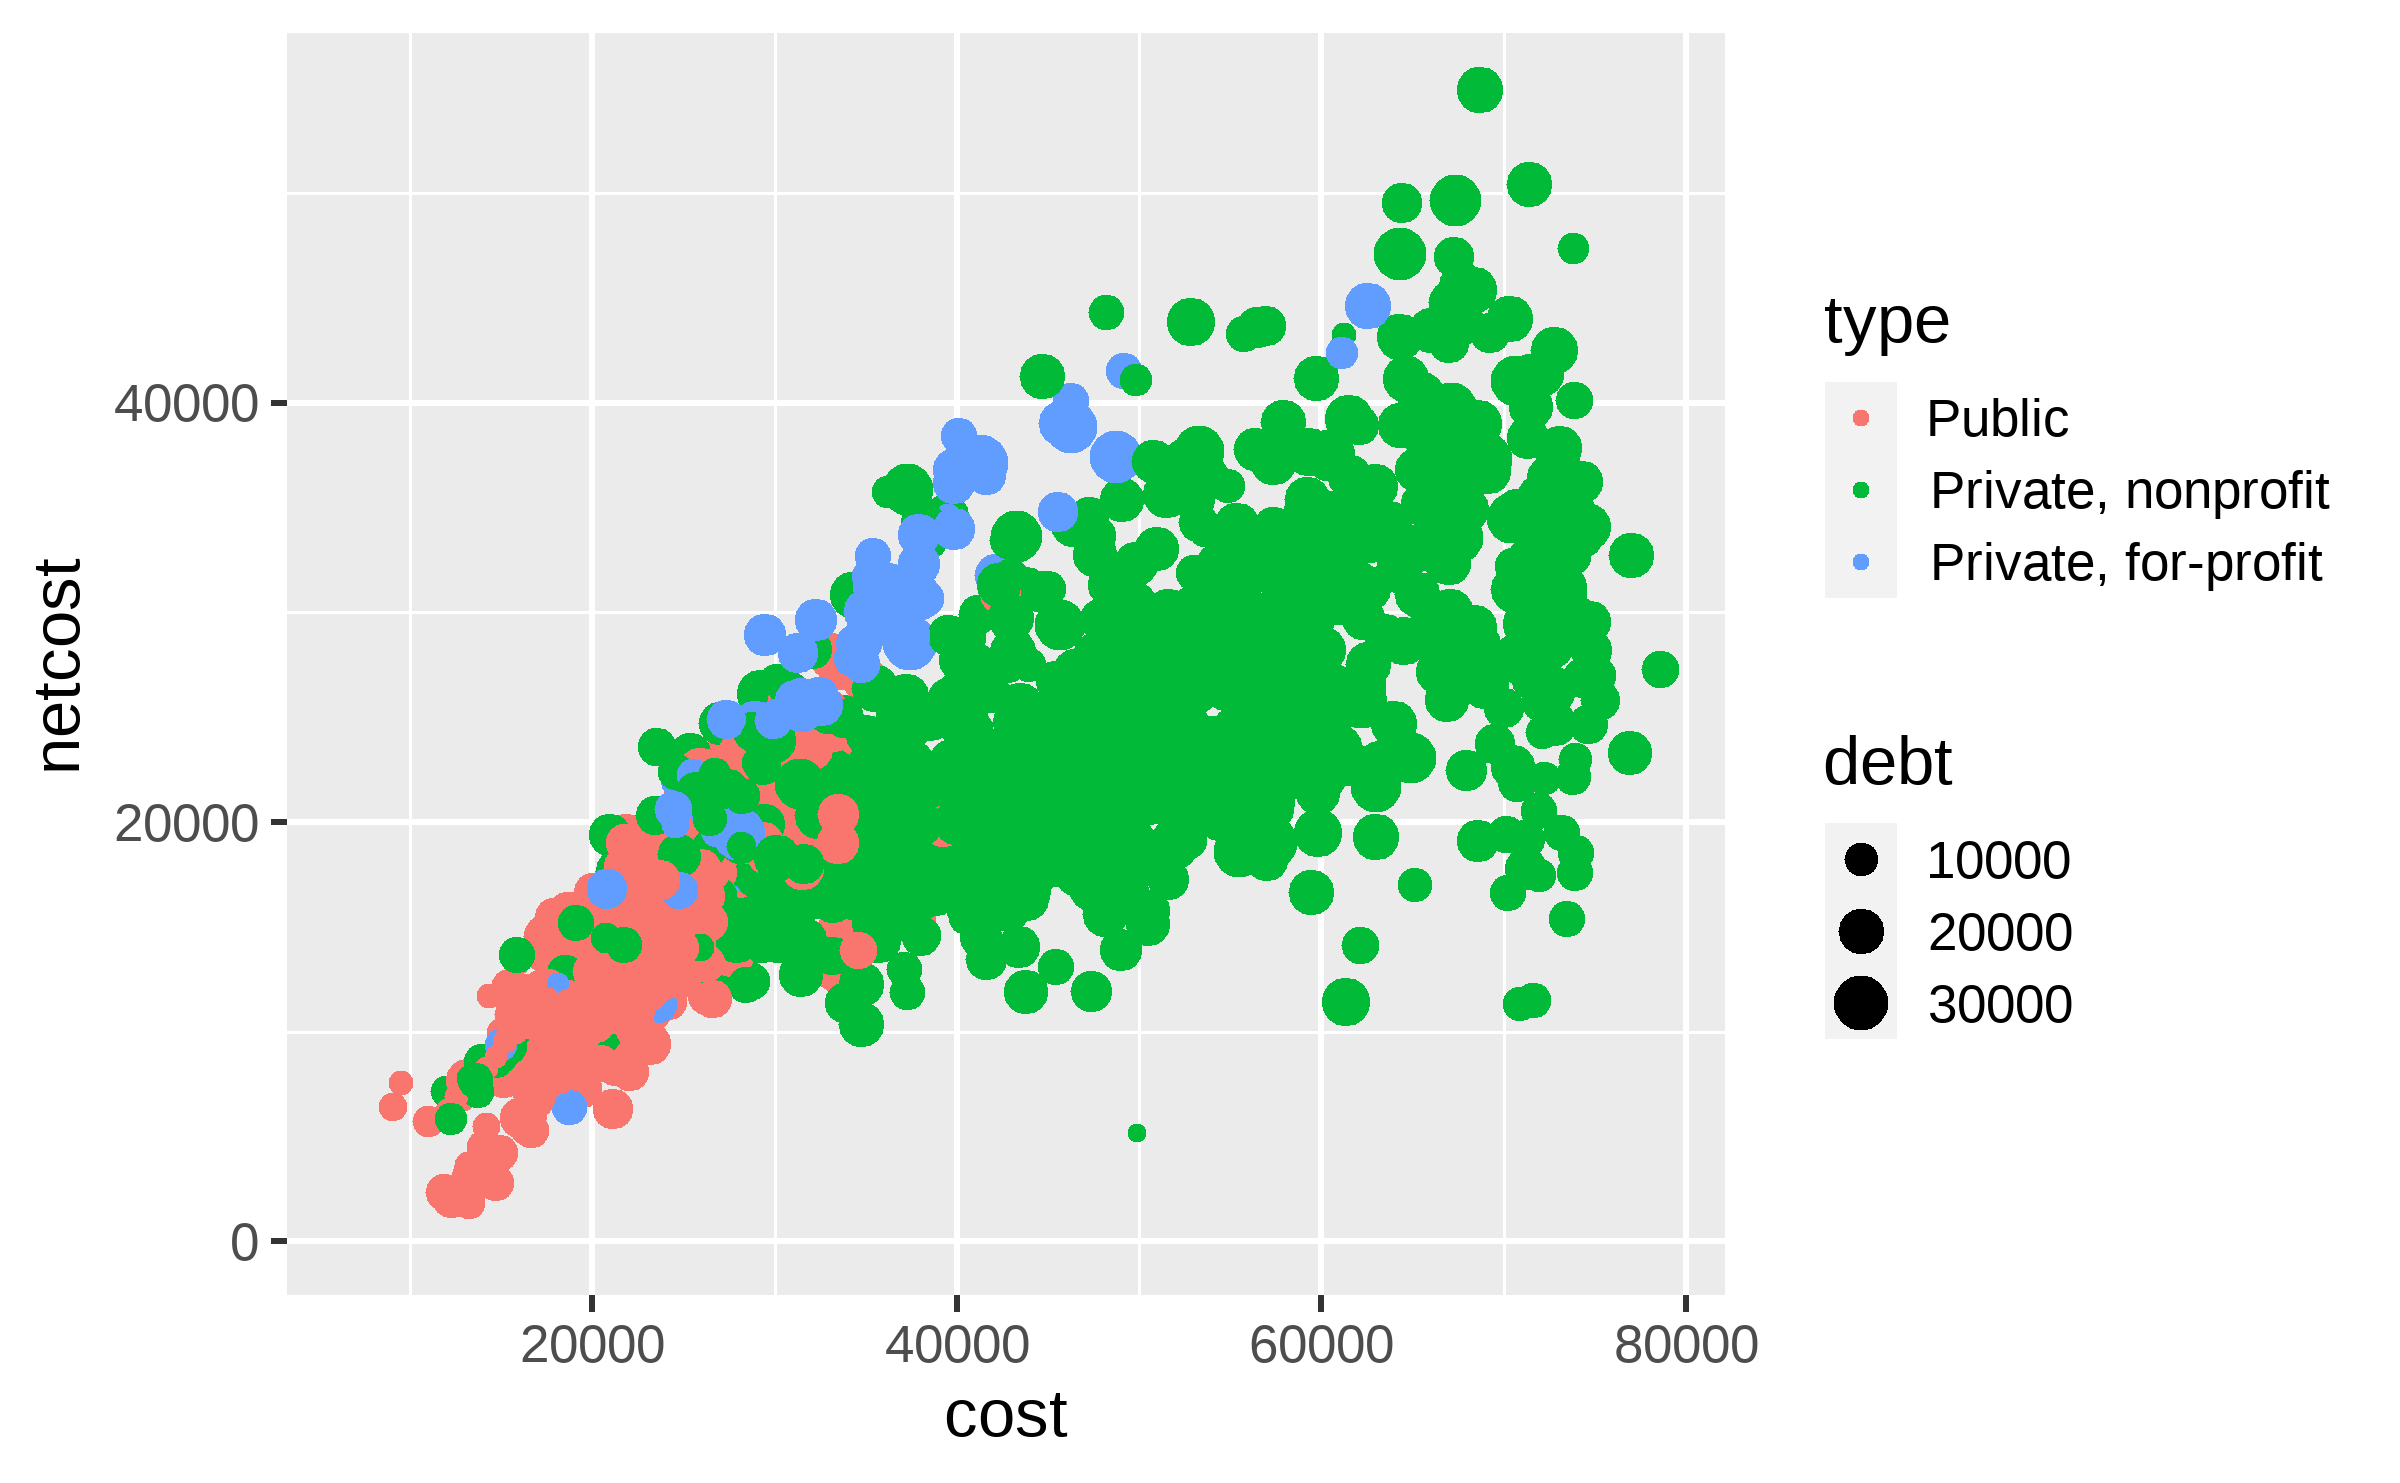 netcost
40000
20000
0
20000
40000
60000
80000
cost
type
Public
Private, nonprofit
Private, for-profit
debt
10000
20000
30000